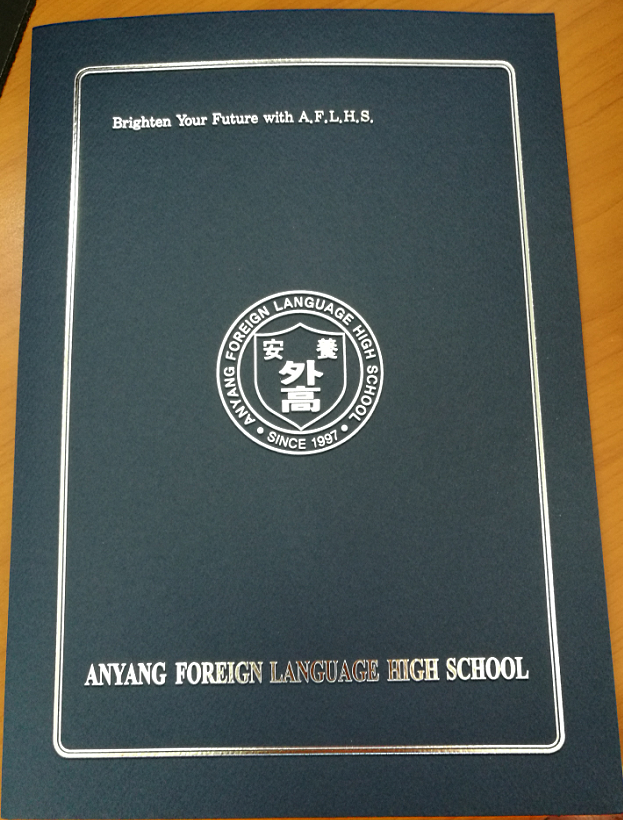 Brighten Your Future with A.F.L.H.S.
ANYANG FOREIGN LANGUAGE HIGH SCHOOL
安 養
外
高
• SINCE 1997 •
ANYANG FOREIGN LANGUAGE HIGH SCHOOL